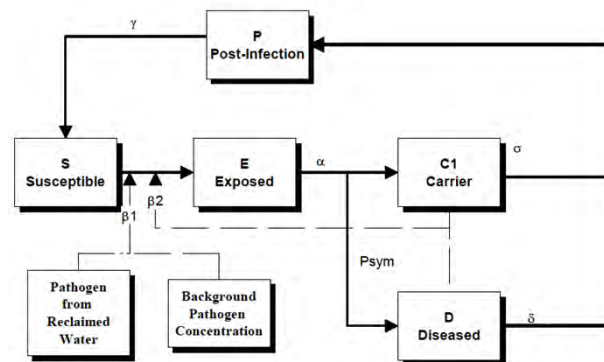 γ
P
Post-Infection
S
Susceptible
E
Exposed
α
C1
Carrier
σ
β1
β2
Psym
Pathogen
from
Reclaimed
Water
Background
Pathogen
Concentration
D
Diseased
δ